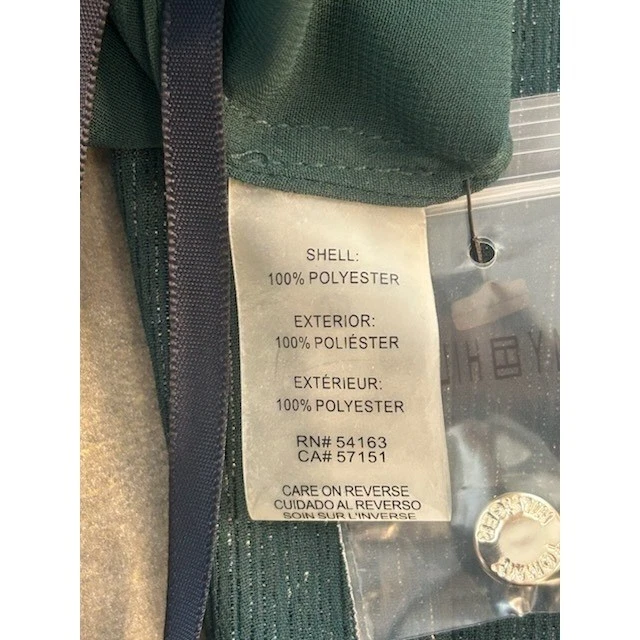 SHELL:
100% POLYESTER
EXTERIOR:
100% POLIÉSTER
EXTÉRIEUR:
100% POLYESTER
RN# 54163
CA# 57151
CARE ON REVERSE
CUIDADO AL REVERSO
SOIN SUR L'INVERSE